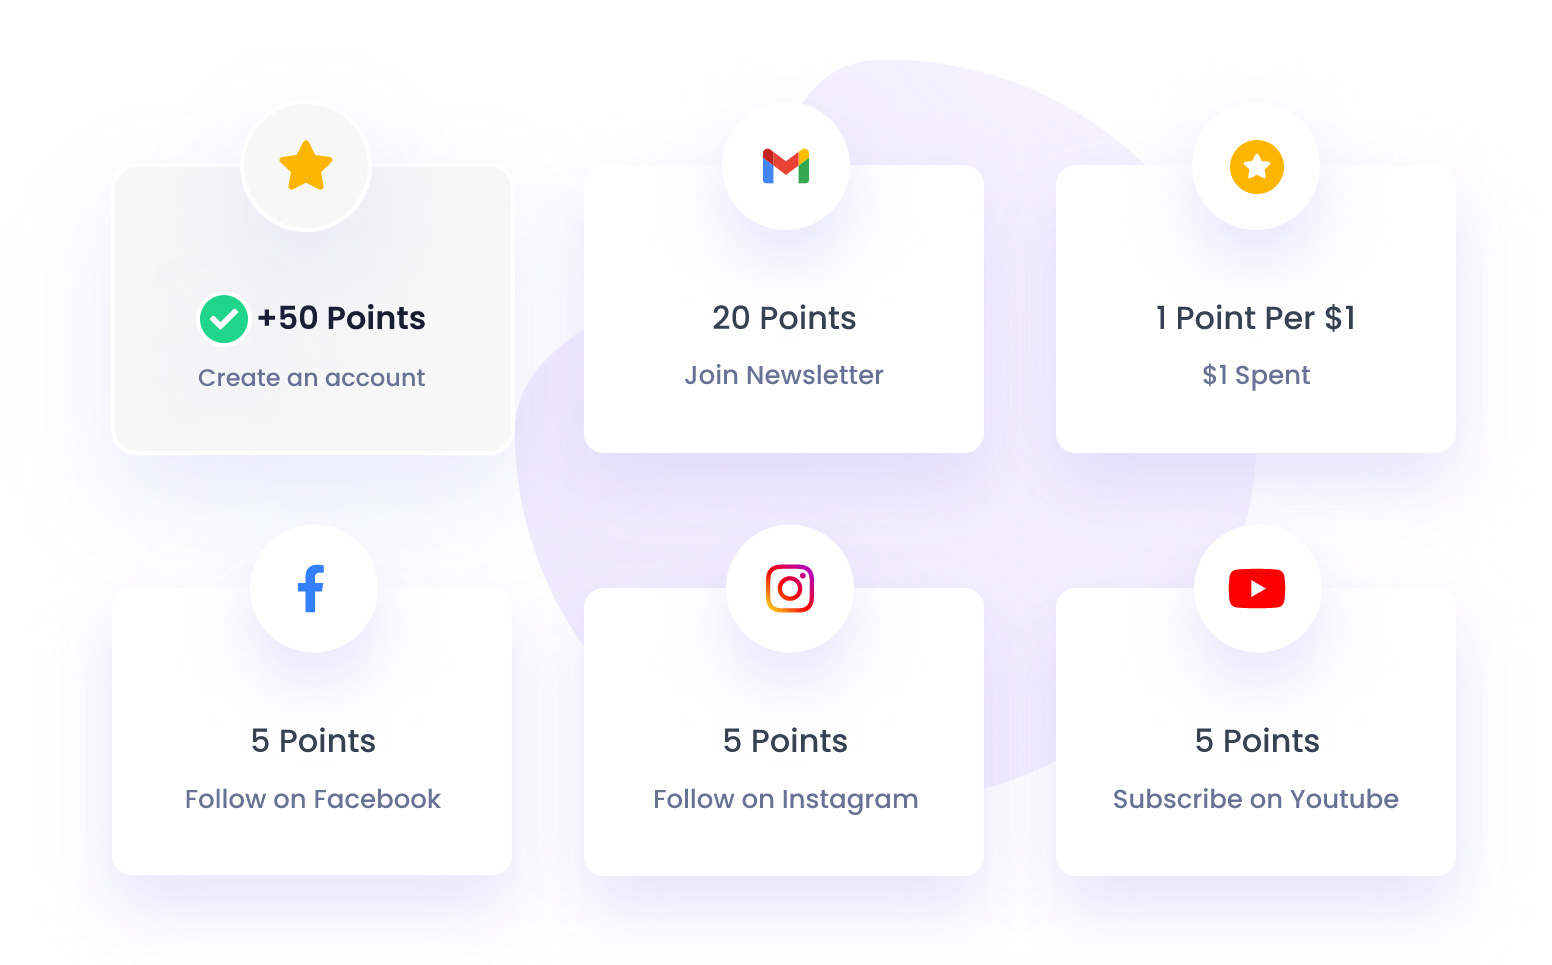 +50 Points
Create an account
20 Points
Join Newsletter
1 Point Per $1
$1 Spent
5 Points
Follow on Facebook
5 Points
Follow on Instagram
5 Points
Subscribe on Youtube